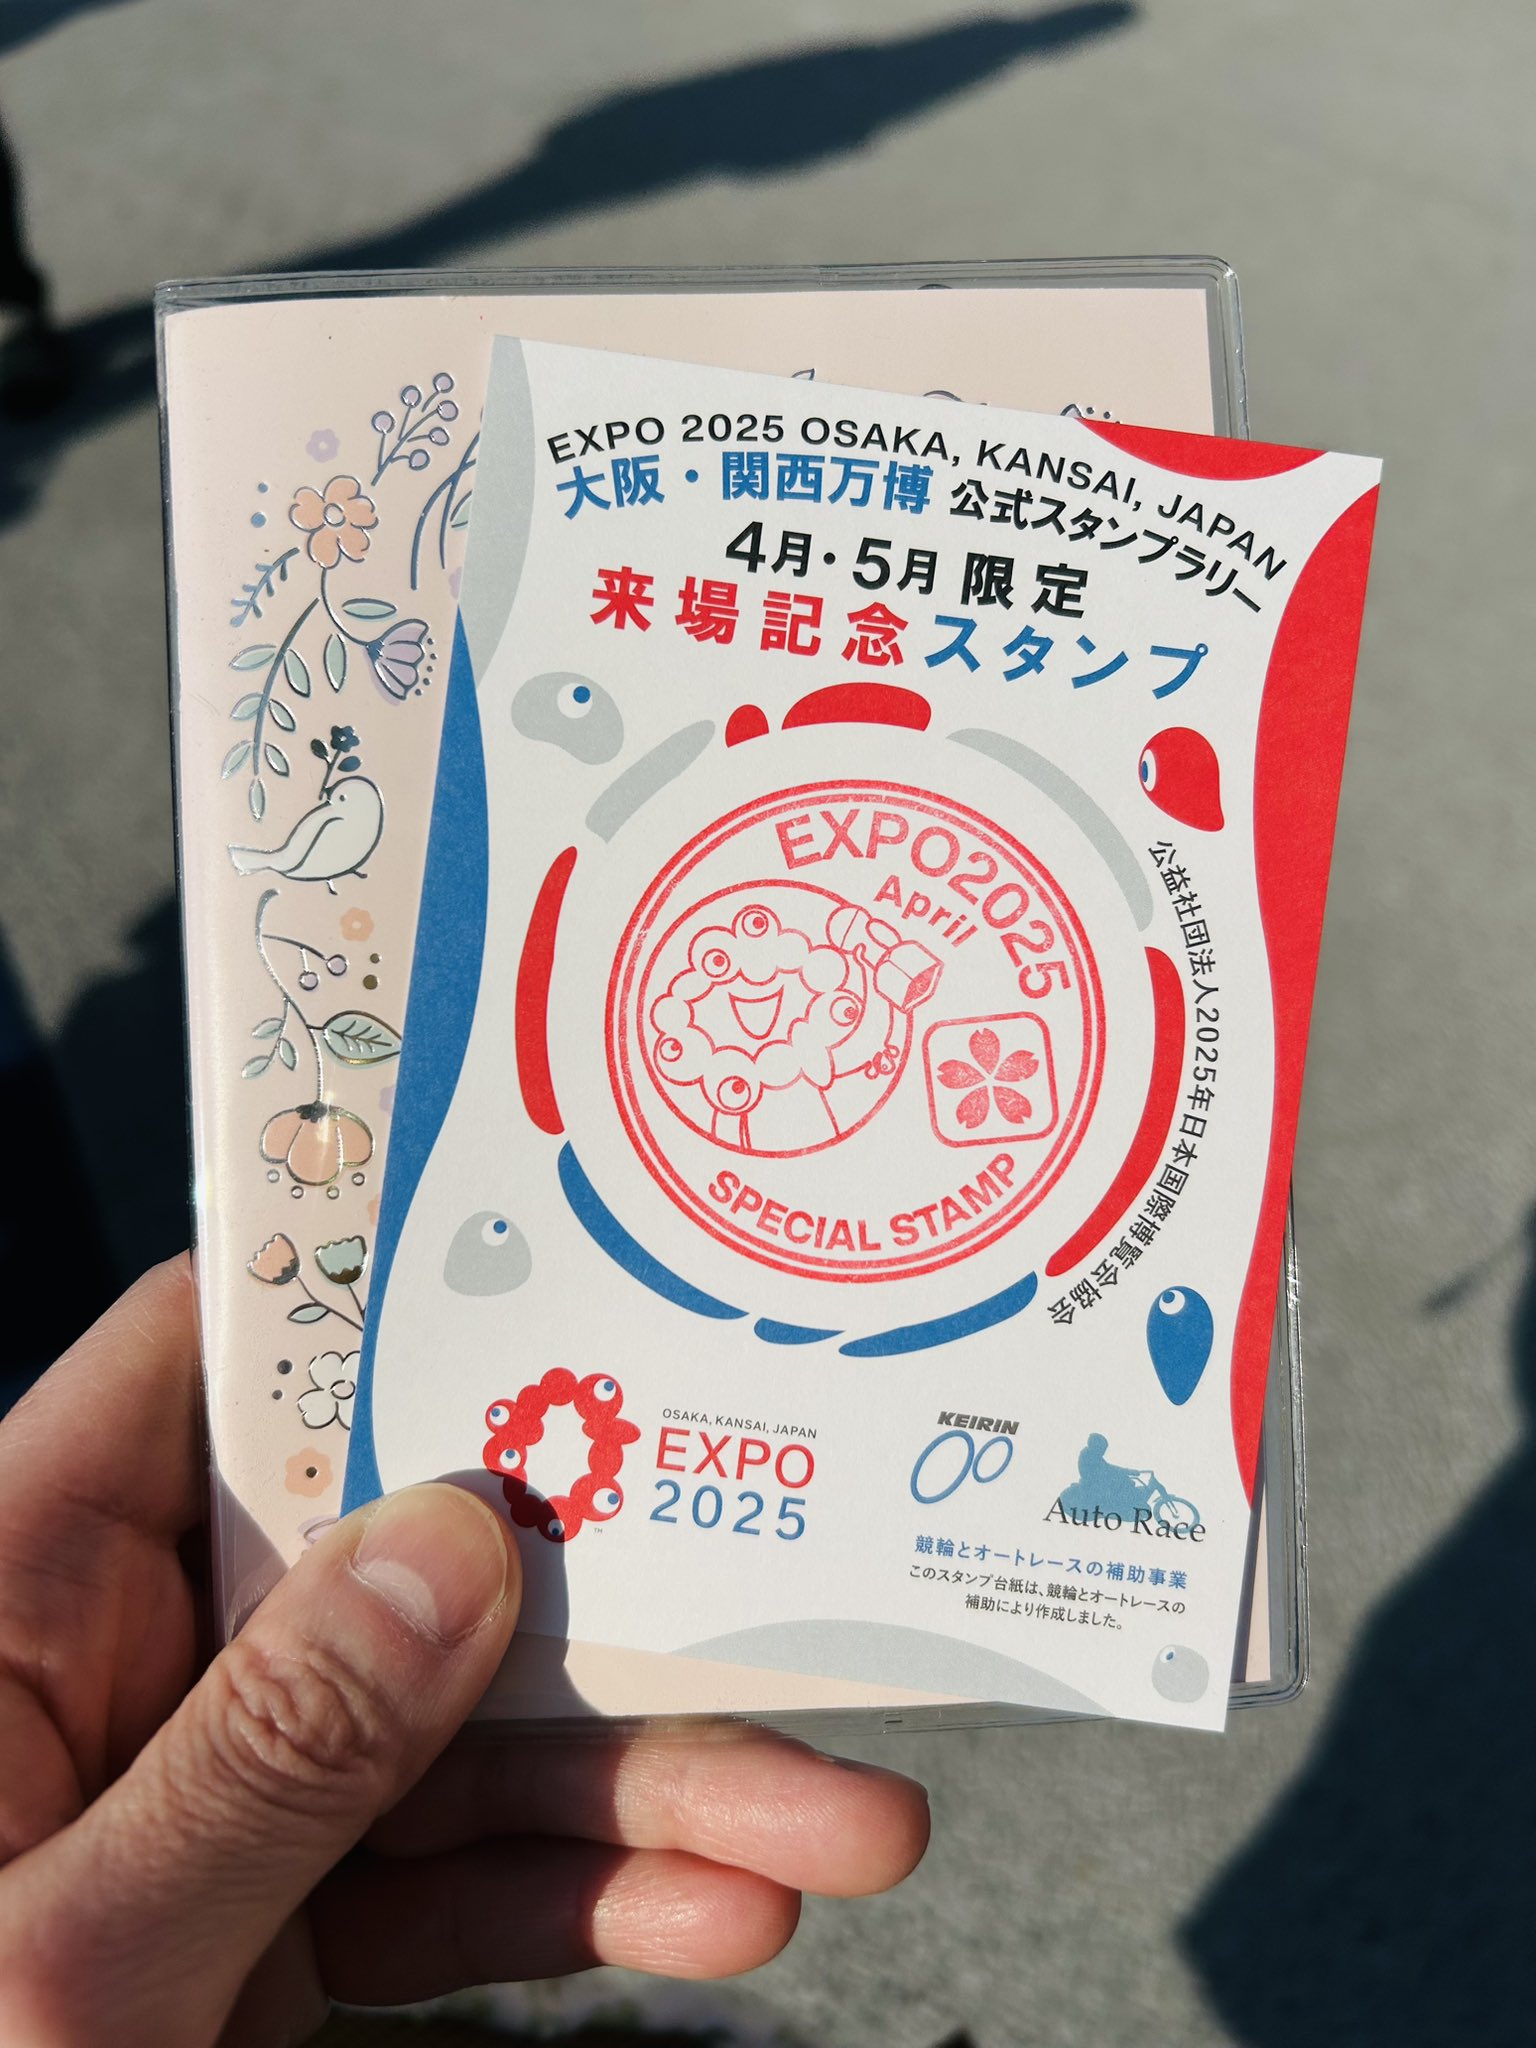 EXPO 2025 OSAKA, KANSAI, JAPAN
大阪・関西万博 公式スタンプラリー
4月・5月 限定
来場記念スタンプ
EXPO2025
April
SPECIAL STAMP
公益社団法人2025年日本国際博覧会協会
OSAKA, KANSAI, JAPAN
EXPO
2025
TM
KEIRIN
Auto Race
競輪とオートレースの補助事業
このスタンプ台紙は、競輪とオートレースの
補助により作成しました。